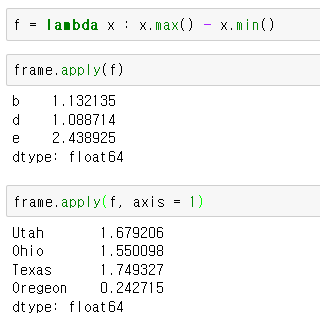 f = lambda x : x.max() - x.min()
frame.apply(f)
b    1.132135
d    1.088714
e    2.438925
dtype: float64
frame.apply(f, axis = 1)
Utah       1.679206
Ohio       1.550098
Texas      1.749327
Oregeon    0.242715
dtype: float64